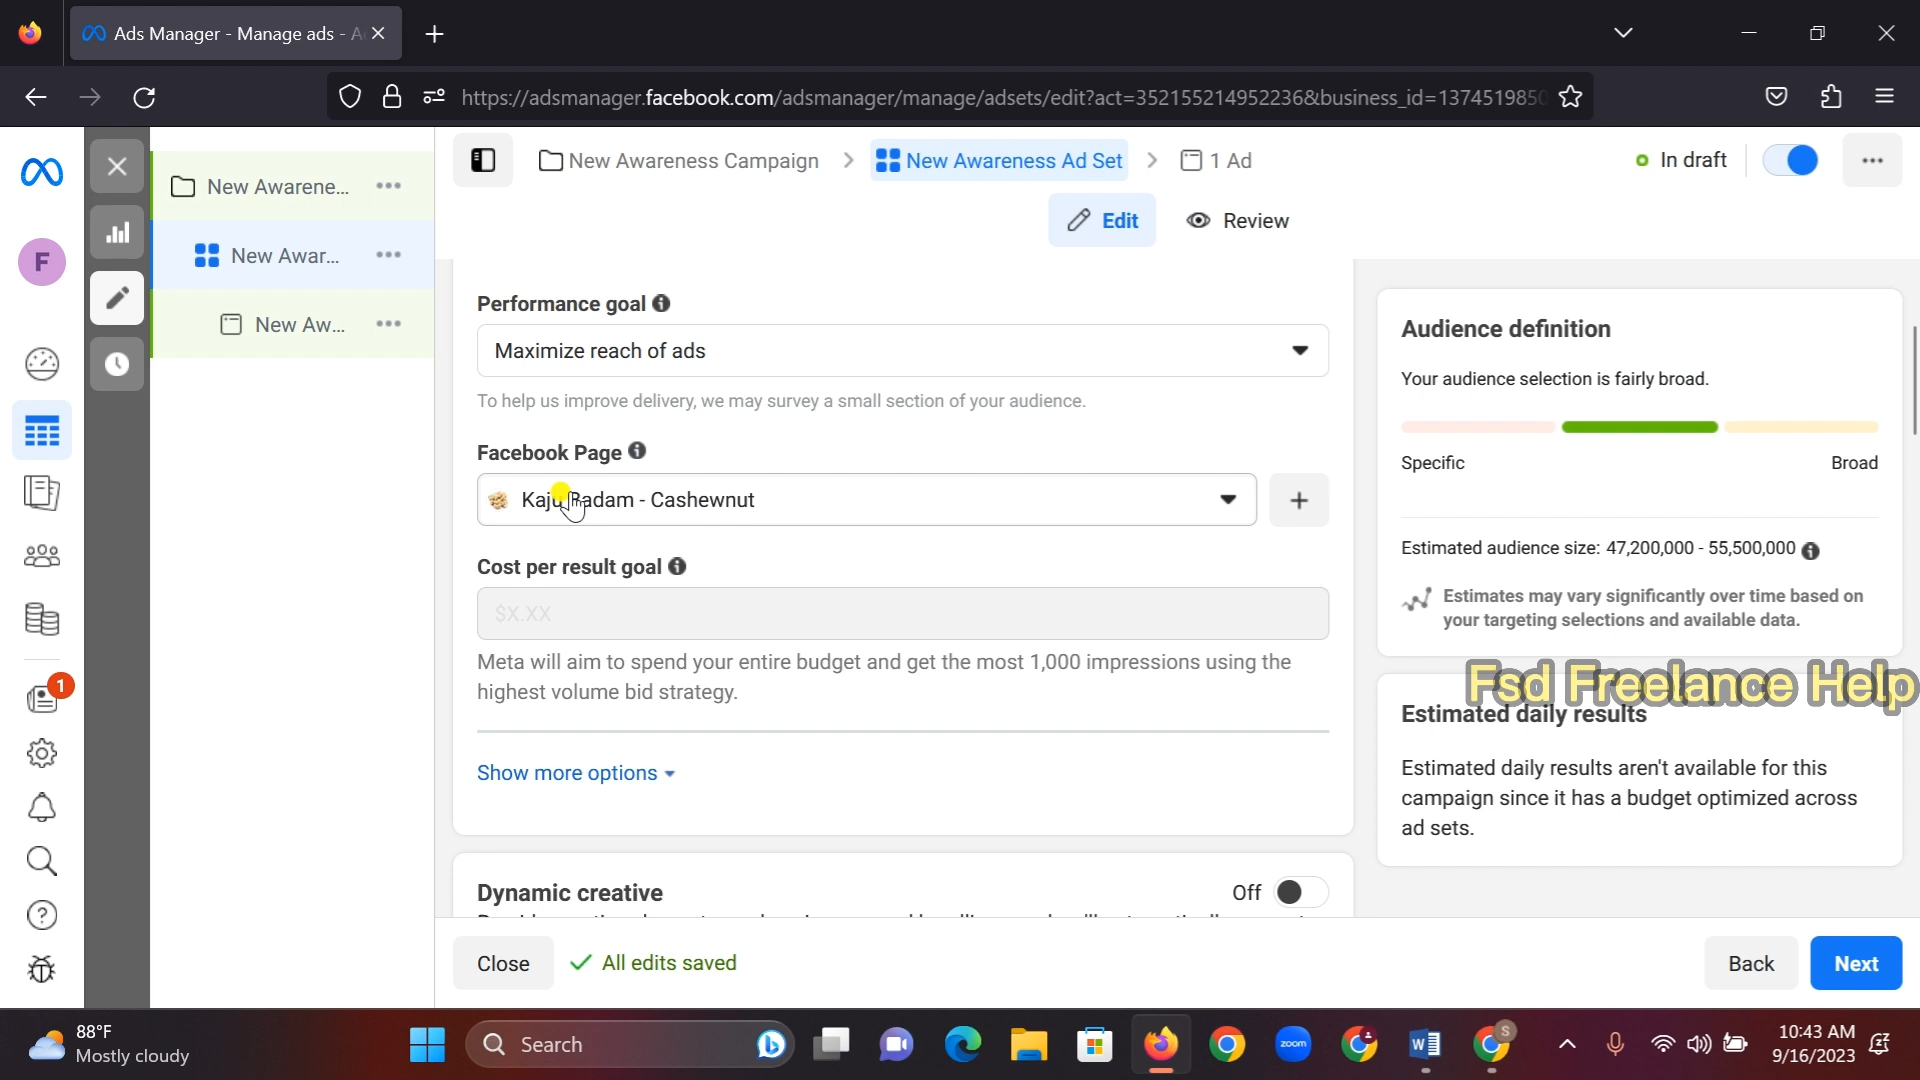 Ads Manager - Manage ads - A
https://adsmanager.facebook.com/adsmanager/manage/adsets/edit?act=352155214952236&business_id=1374519850
F
1
New Awarene...
New Awar...
New Aw...
New Awareness Campaign
New Awareness Ad Set
1 Ad
In draft
Edit
Review
Performance goal
Maximize reach of ads
To help us improve delivery, we may survey a small section of your audience.
Facebook Page
Kaju Badam - Cashewnut
Cost per result goal
$X.XX
Meta will aim to spend your entire budget and get the most 1,000 impressions using the
highest volume bid strategy.
Show more options
Dynamic creative
Off
Close
All edits saved
Back
Next
Audience definition
Your audience selection is fairly broad.
Specific
Broad
Estimated audience size: 47,200,000 - 55,500,000
Estimates may vary significantly over time based on
your targeting selections and available data.
Fsd Freelance Help
Estimated daily results
Estimated daily results aren't available for this
campaign since it has a budget optimized across
ad sets.
88°F
Mostly cloudy
Search
zoom
W
S
10:43 AM
9/16/2023